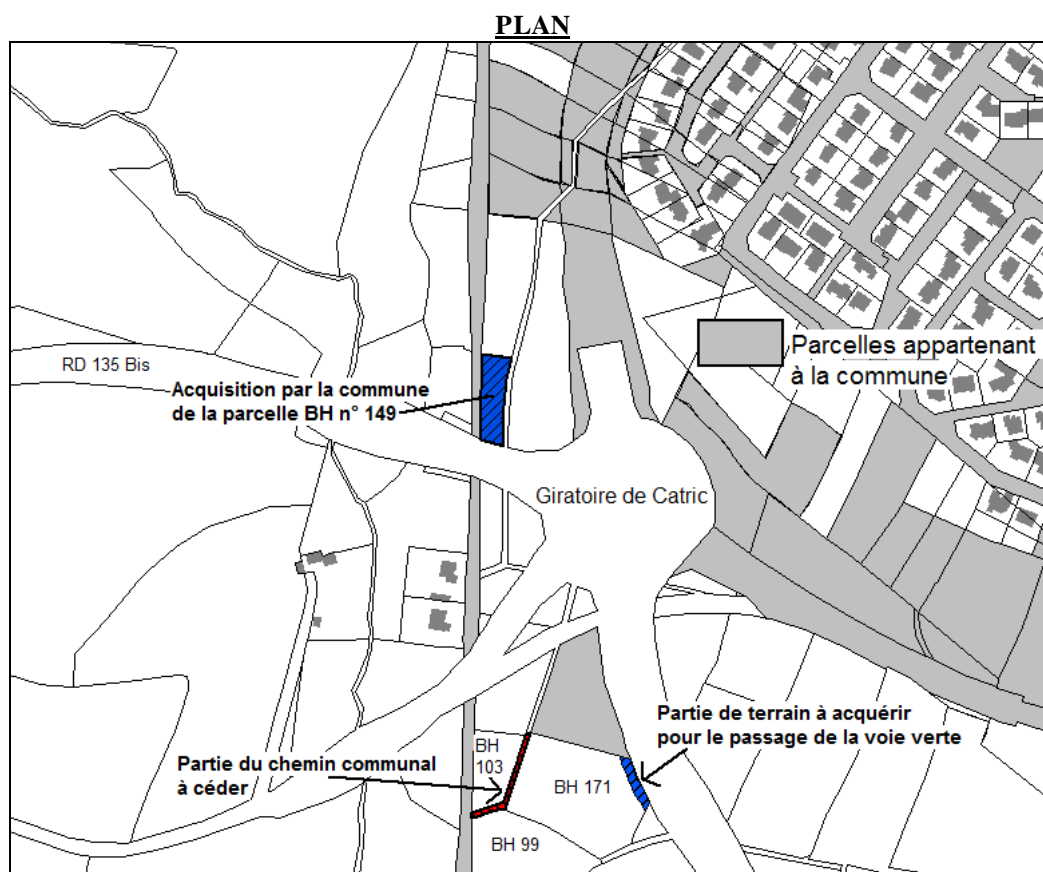 PLAN
Parcelles appartenant
à la commune
RD 135 Bis
Acquisition par la commune
de la parcelle BH n° 149
Giratoire de Catric
Partie de terrain à acquérir
pour le passage de la voie verte
Partie du chemin communal
à céder
BH
103
BH 171
BH 99